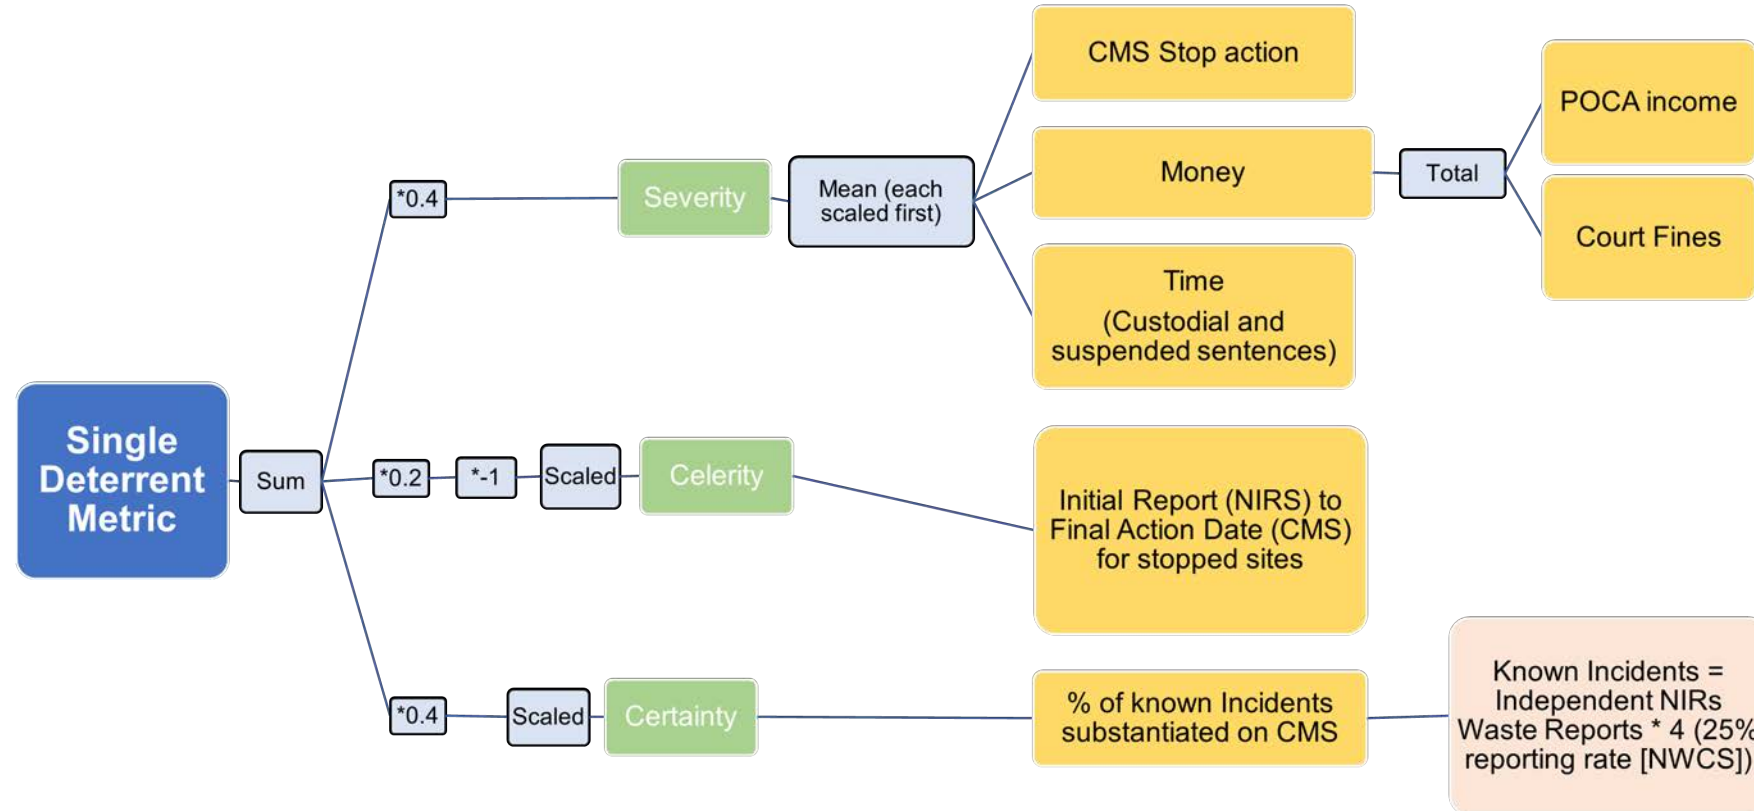 CMS Stop action
POCA income
*0.4
Severity
Mean (each
scaled first)
Money
Total
Court Fines
Time
(Custodial and
suspended sentences)
Single
Deterrent
Metric
Sum
*0.2
*-1
Scaled
Celerity
Initial Report (NIRS) to
Final Action Date (CMS)
for stopped sites
*0.4
Scaled
Certainty
% of known Incidents
substantiated on CMS
Known Incidents =
Independent NIRs
Waste Reports * 4 (25%
reporting rate [NWCS])